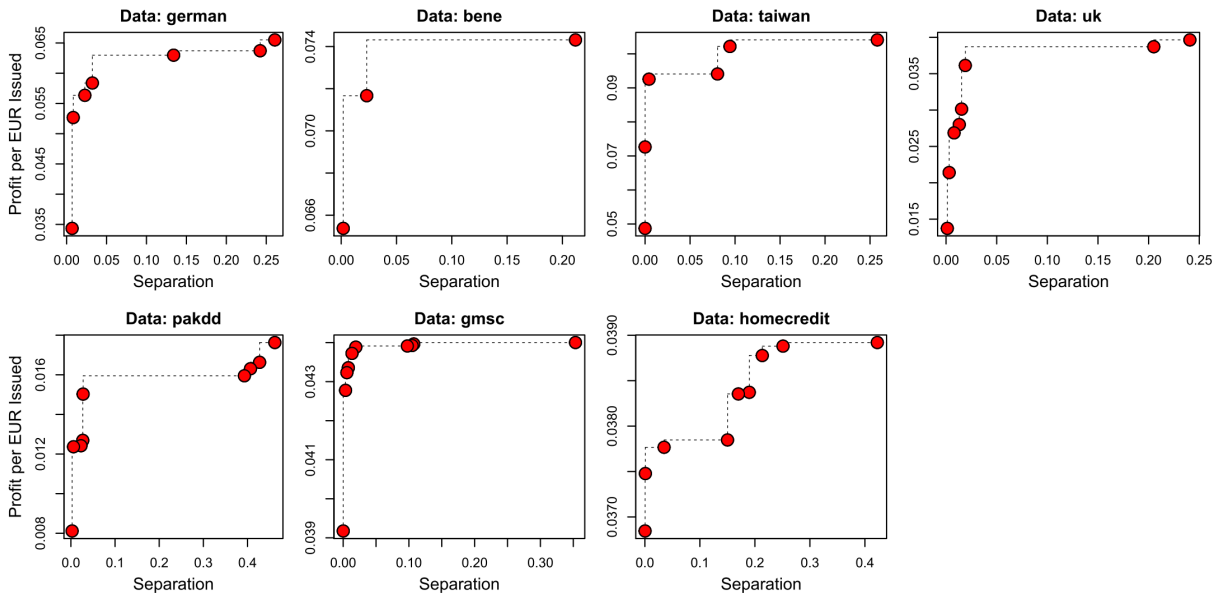 Data: german
Profit per EUR Issued
0.035 0.045 0.055 0.065
0.00 0.05 0.10 0.15 0.20 0.25
Separation
Data: bene
0.066 0.070 0.074
0.00 0.05 0.10 0.15 0.20
Separation
Data: taiwan
0.05 0.07 0.09
0.00 0.05 0.10 0.15 0.20 0.25
Separation
Data: uk
0.015 0.025 0.035
0.00 0.05 0.10 0.15 0.20 0.25
Separation
Data: pakdd
Profit per EUR Issued
0.008 0.012 0.016
0.0 0.1 0.2 0.3 0.4
Separation
Data: gmsc
0.039 0.041 0.043
0.00 0.10 0.20 0.30
Separation
Data: homecredit
0.0370 0.0380 0.0390
0.0 0.1 0.2 0.3 0.4
Separation